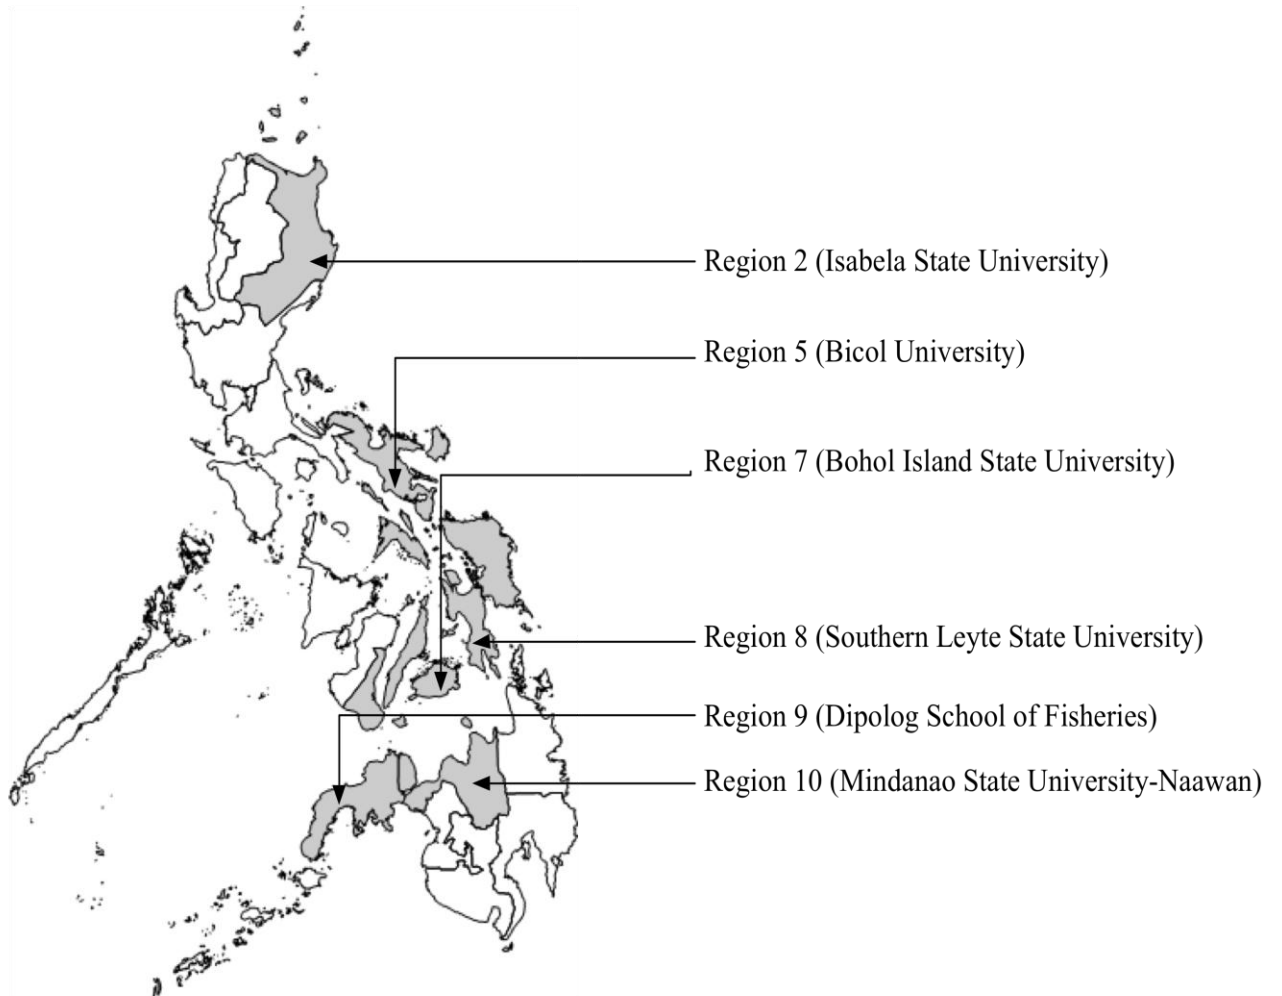 Region 2 (Isabela State University)
Region 5 (Bicol University)
Region 7 (Bohol Island State University)
Region 8 (Southern Leyte State University)
Region 9 (Dipolog School of Fisheries)
Region 10 (Mindanao State University-Naawan)